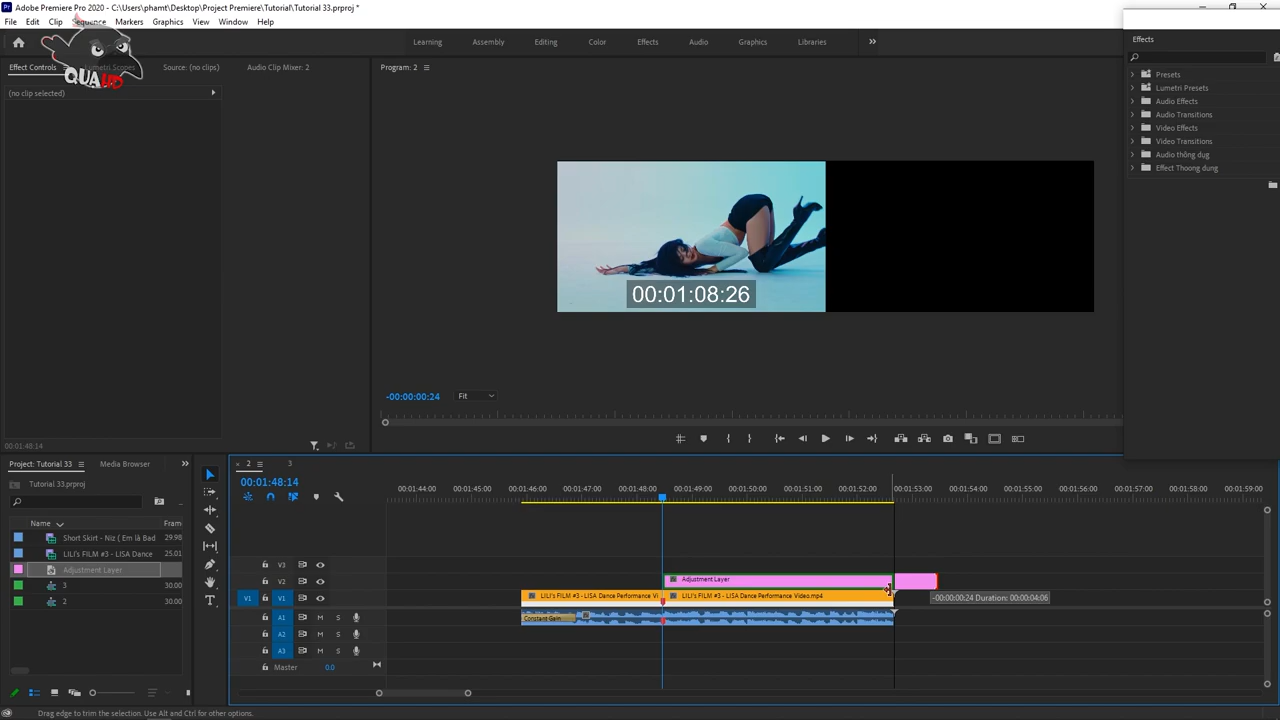 Adobe Premiere Pro 2020 - C:\Users\phamt\Desktop\Project Premiere\Tutorial\Tutorial 33.prproj *
File Edit Clip Sequence Markers Graphics View Window Help
QUA UP
Learning Assembly Editing Color Effects Audio Graphics Libraries
Effect Controls Lumetri Scopes Source: (no clips) Audio Clip Mixer: 2
Program: 2
(no clip selected)
Effects
Presets
Lumetri Presets
Audio Effects
Audio Transitions
Video Effects
Video Transitions
Audio thông dụg
Effect Thoong dung
00:01:08:26
-00:00:00:24 Fit
00:01:48:14
Project: Tutorial 33 Media Browser
Tutorial 33.prproj
Name Fram
Short Skirt - Niz ( Em là Bad 29.98
LILI's FILM #3 - LISA Dance 25.01
Adjustment Layer
3 30.00
2 30.00
2 3
00:01:48:14
00:01:44:00 00:01:45:00 00:01:46:00 00:01:47:00 00:01:48:00 00:01:49:00 00:01:50:00 00:01:51:00 00:01:52:00 00:01:53:00 00:01:54:00 00:01:55:00 00:01:56:00 00:01:57:00 00:01:58:00 00:01:59:00
V3
V2 Adjustment Layer
V1 V1 LILI's FILM #3 - LISA Dance Performance Vi LILI's FILM #3 - LISA Dance Performance Video.mp4
-00:00:00:24 Duration: 00:00:04:06
A1 M S Constant Gain
A2 M S
A3 M S
Master 0.0
Drag edge to trim the selection. Use Alt and Ctrl for other options.